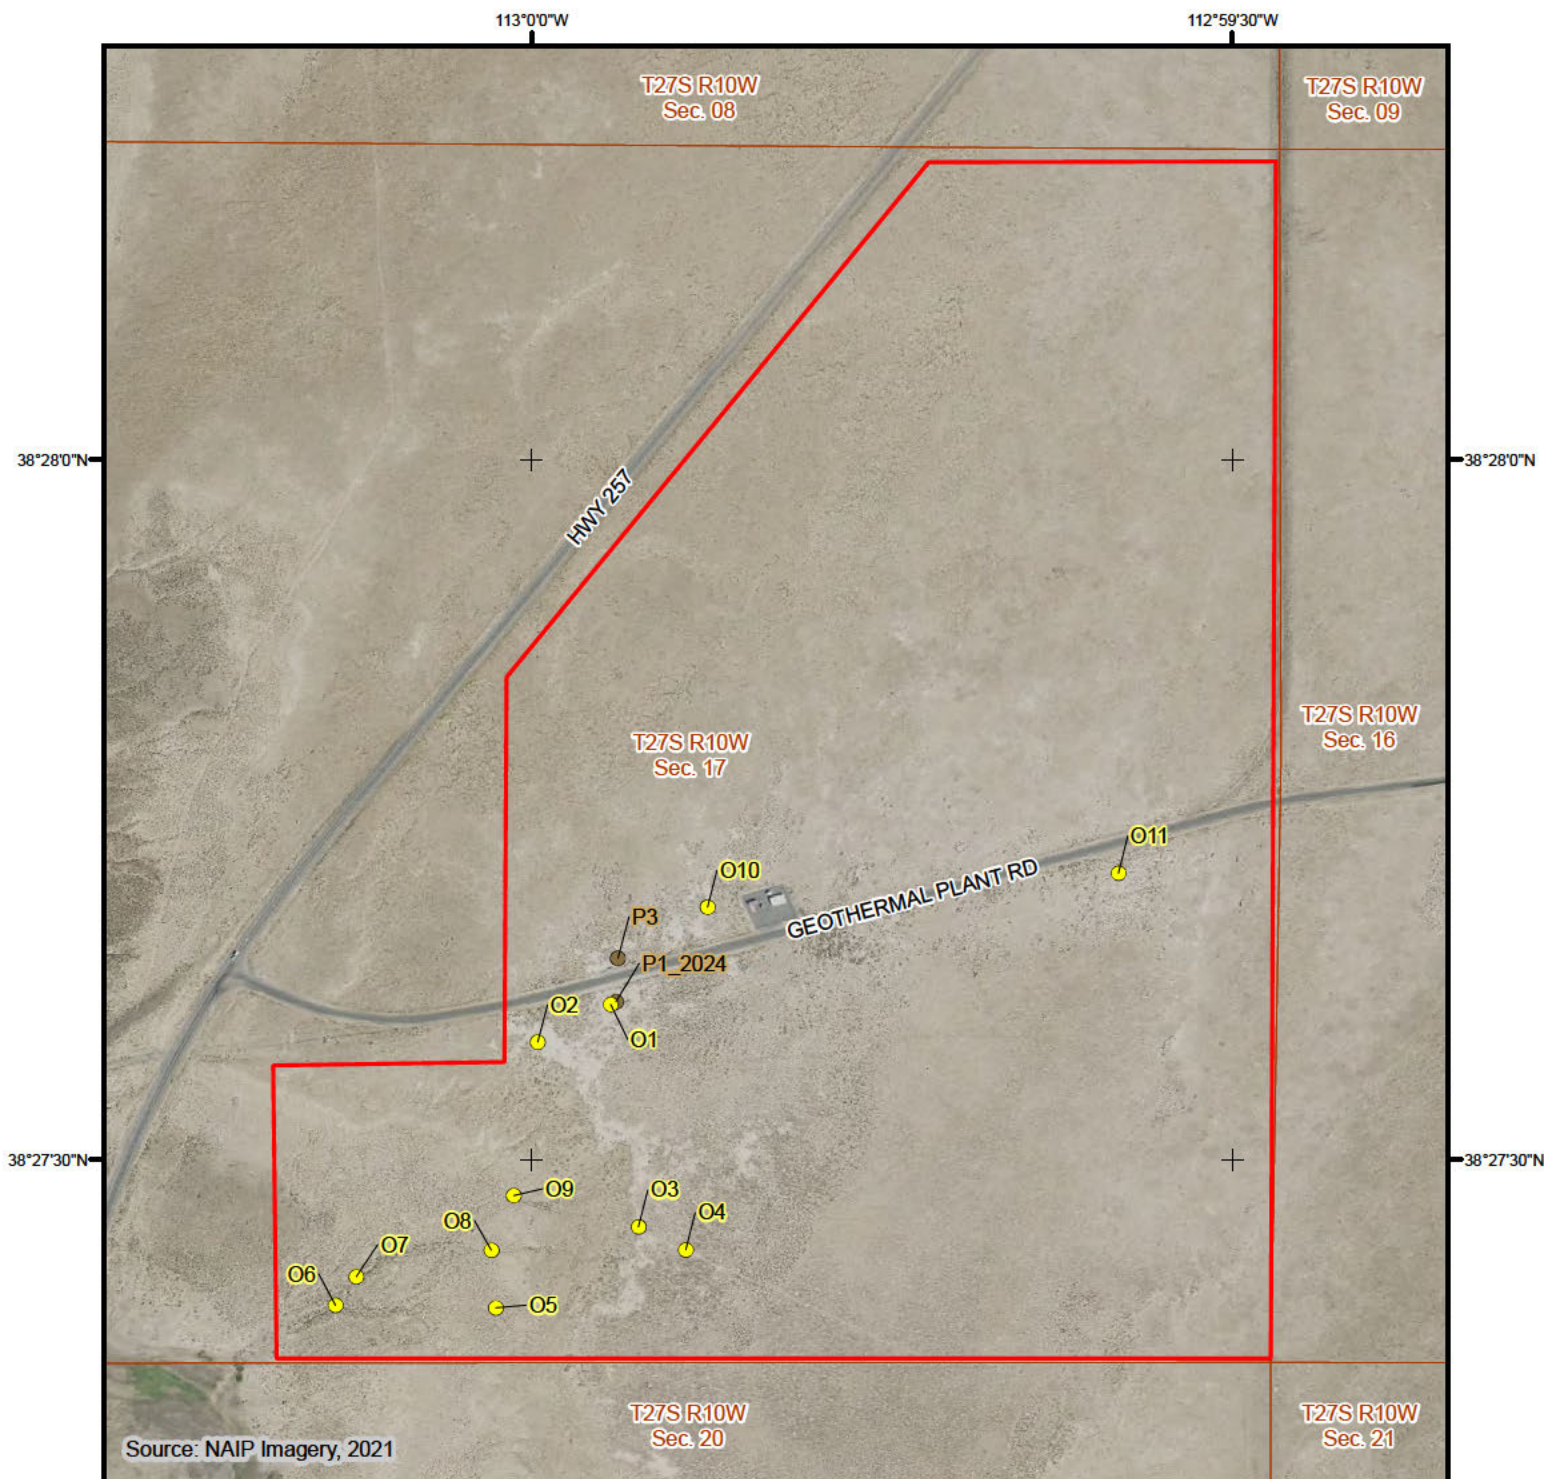 113°0'0"W
112°59'30"W
T27S R10W
Sec. 08
T27S R10W
Sec. 09
38°28'0"N
38°28'0"N
HWY 257
T27S R10W
Sec. 16
T27S R10W
Sec. 17
O11
O10
GEOTHERMAL PLANT RD
P3
P1_2024
O2
O1
38°27'30"N
38°27'30"N
O9
O3
O8
O4
O7
O6
O5
T27S R10W
Sec. 20
T27S R10W
Sec. 21
Source: NAIP Imagery, 2021